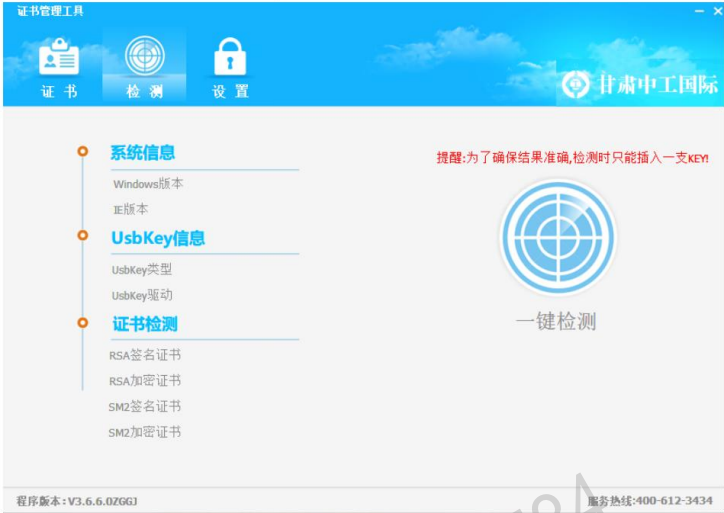 证书管理工具
证 书
检 测
设 置
甘肃中工国际
系统信息
Windows版本
IE版本
UsbKey信息
UsbKey类型
UsbKey驱动
证书检测
RSA签名证书
RSA加密证书
SM2签名证书
SM2加密证书
提醒:为了确保结果准确,检测时只能插入一支KEY!
一键检测
程序版本:V3.6.6.0ZGGJ
服务热线:400-612-3434